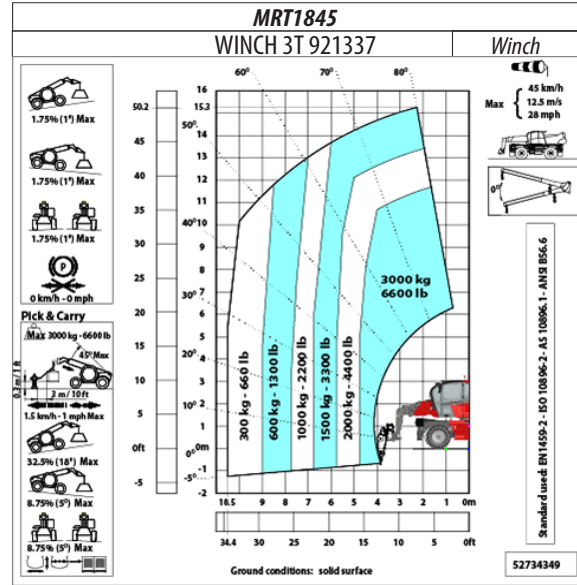 MRT1845
WINCH 3T 921337
Winch
1.75% (1°) Max
1.75% (1°) Max
1.75% (1°) Max
P
0 km/h - 0 mph
Pick & Carry
Max 3000 kg - 6600 lb
45° Max
0.3 m / 1 ft
3 m / 10 ft
1.5 km/h - 1 mph Max
32.5% (18°) Max
8.75% (5°) Max
8.75% (5°) Max
50.2
45
40
35
30
25
20
15
10
5
0ft
-5
16
15.3
14
13
12
11
10
9
8
7
6
5
4
3
2
1
0m
-1
-2
60°
70°
80°
50°
40°
30°
20°
10°
0°
300 kg - 660 lb
600 kg - 1300 lb
1000 kg - 2200 lb
1500 kg - 3300 lb
2000 kg - 4400 lb
3000 kg
6600 lb
10.5 9 8 7 6 5 4 3 2 1 0m
34.4 30 25 20 15 10 5 0ft
Ground conditions: solid surface
Max
45 km/h
12.5 m/s
28 mph
0°
Standard used: EN1459-2 - ISO 10896-2 - AS 10896.1 - ANSI B56.6
52734349